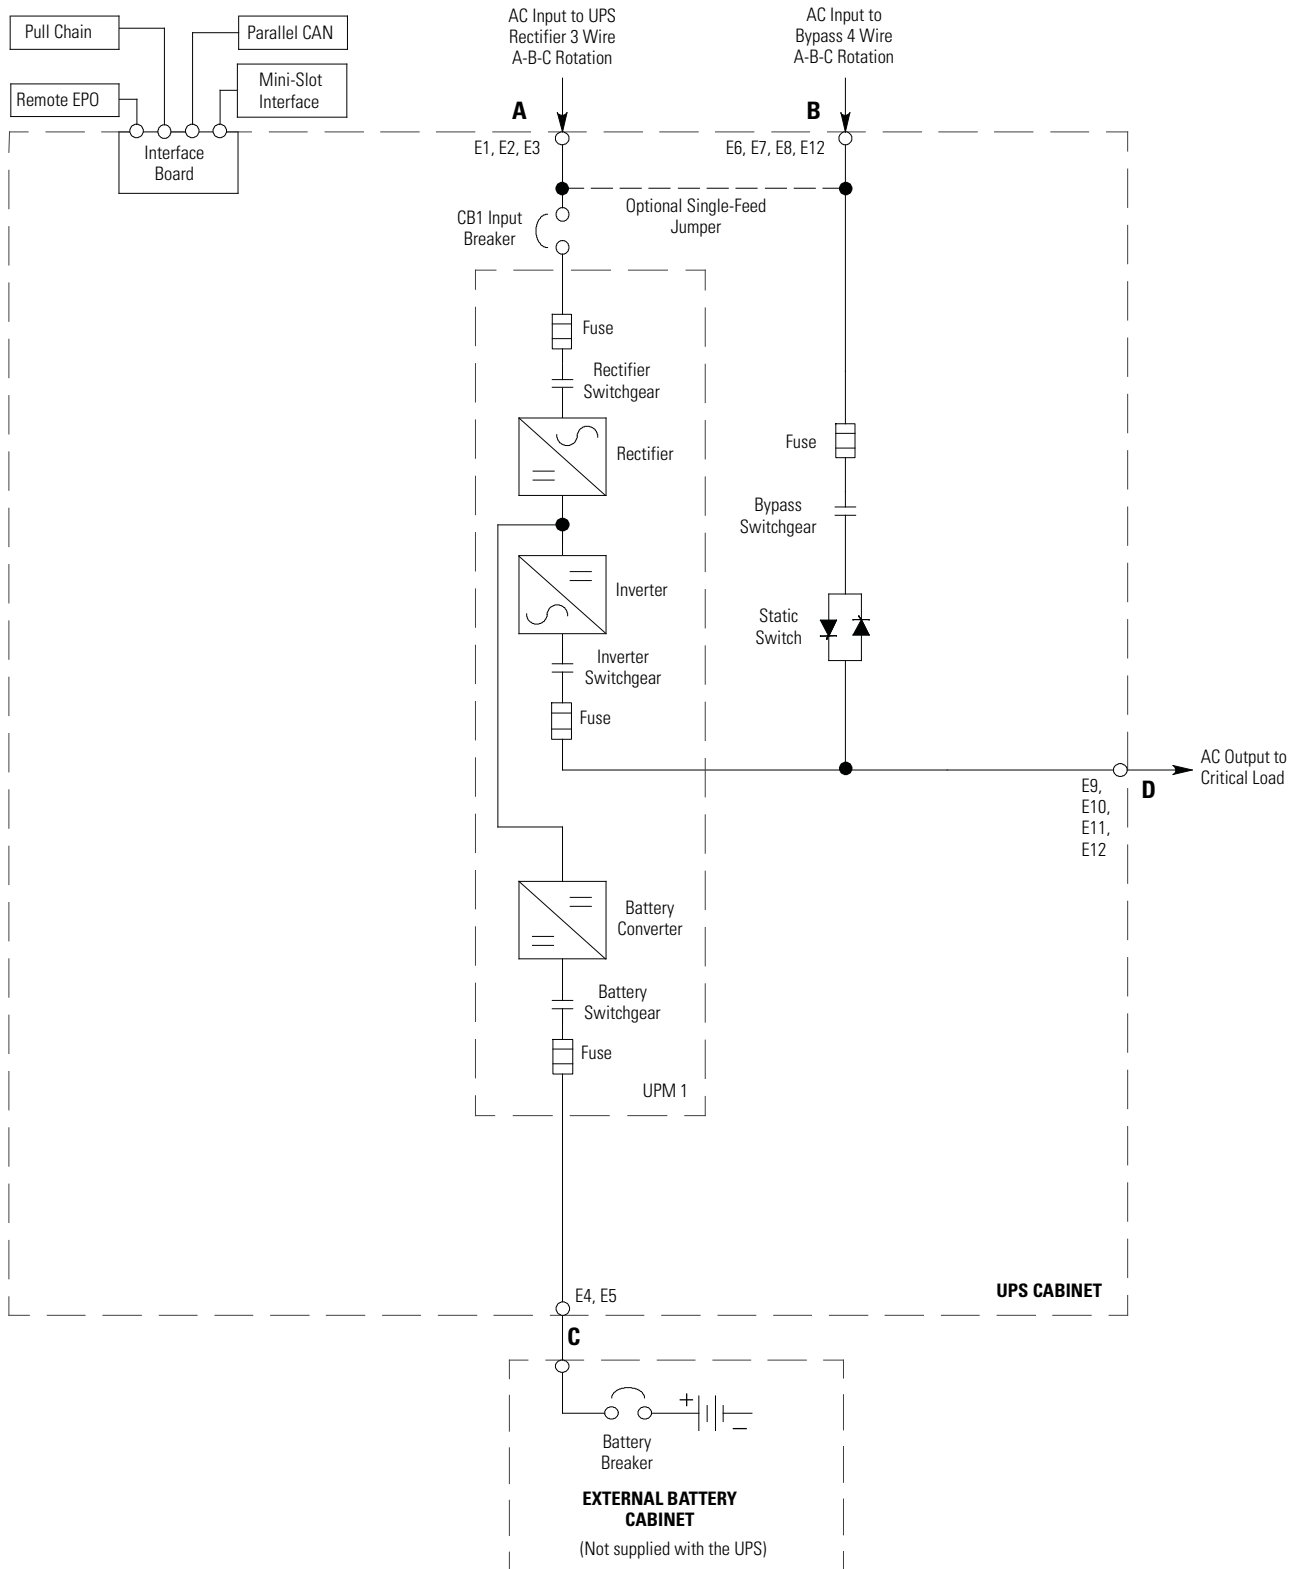 Pull Chain
Parallel CAN
Remote EPO
Mini-Slot
Interface
Interface
Board
AC Input to UPS
Rectifier 3 Wire
A-B-C Rotation
AC Input to
Bypass 4 Wire
A-B-C Rotation
A
B
E1, E2, E3
E6, E7, E8, E12
Optional Single-Feed
Jumper
CB1 Input
Breaker
Fuse
Rectifier
Switchgear
Rectifier
Fuse
Bypass
Switchgear
Inverter
Static
Switch
Inverter
Switchgear
Fuse
AC Output to
Critical Load
D
E9,
E10,
E11,
E12
Battery
Converter
Battery
Switchgear
Fuse
UPM 1
UPS CABINET
E4, E5
C
+
–
Battery
Breaker
EXTERNAL BATTERY
CABINET
(Not supplied with the UPS)